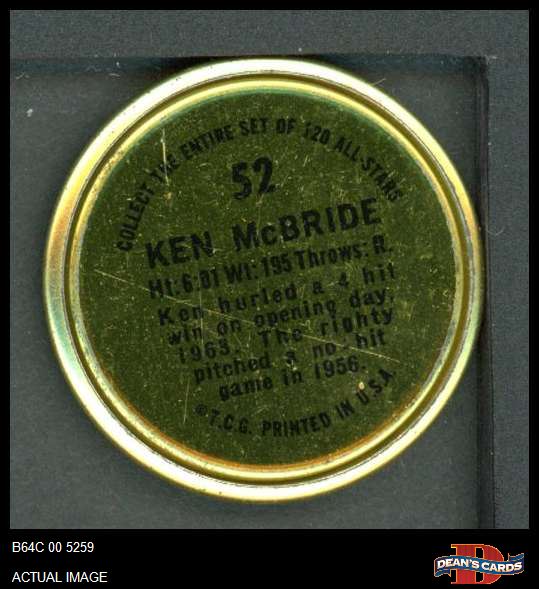 COLLECT THE ENTIRE SET OF 120 ALL-STARS
52
KEN McBRIDE
Ht: 6.01 Wt: 195 Throws: R.
Ken hurled a 4 hit
win on opening day,
1963. The righty
pitched a no-hit
game in 1956.
©T.C.G. PRINTED IN U.S.A.
B64C 00 5259
ACTUAL IMAGE
D
DEAN'S CARDS